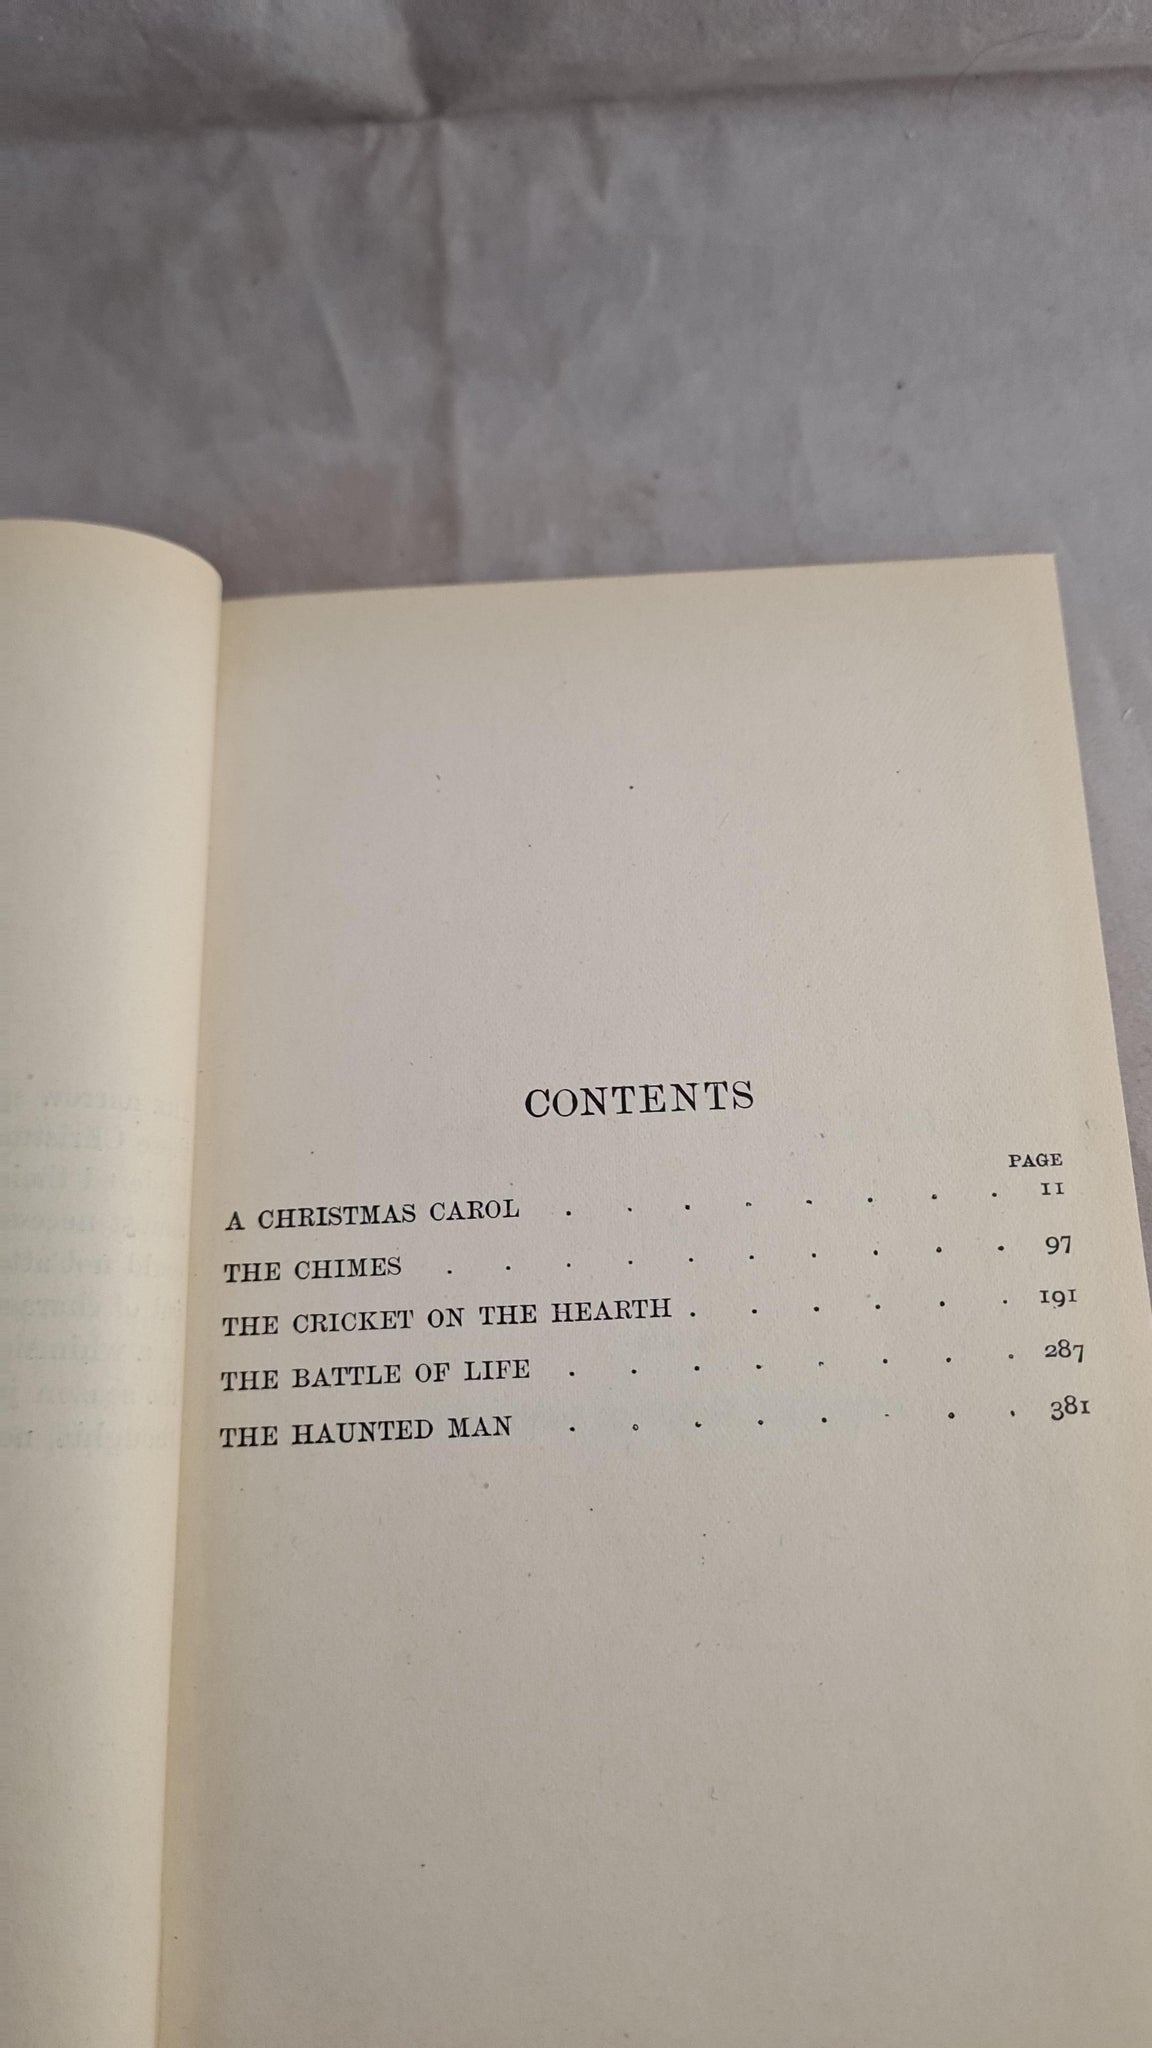 CONTENTS
PAGE
A CHRISTMAS CAROL . . . . . . . . 11
THE CHIMES . . . . . . . . . . 97
THE CRICKET ON THE HEARTH . . . . . . 191
THE BATTLE OF LIFE . . . . . . . . 287
THE HAUNTED MAN . . . . . . . . 381